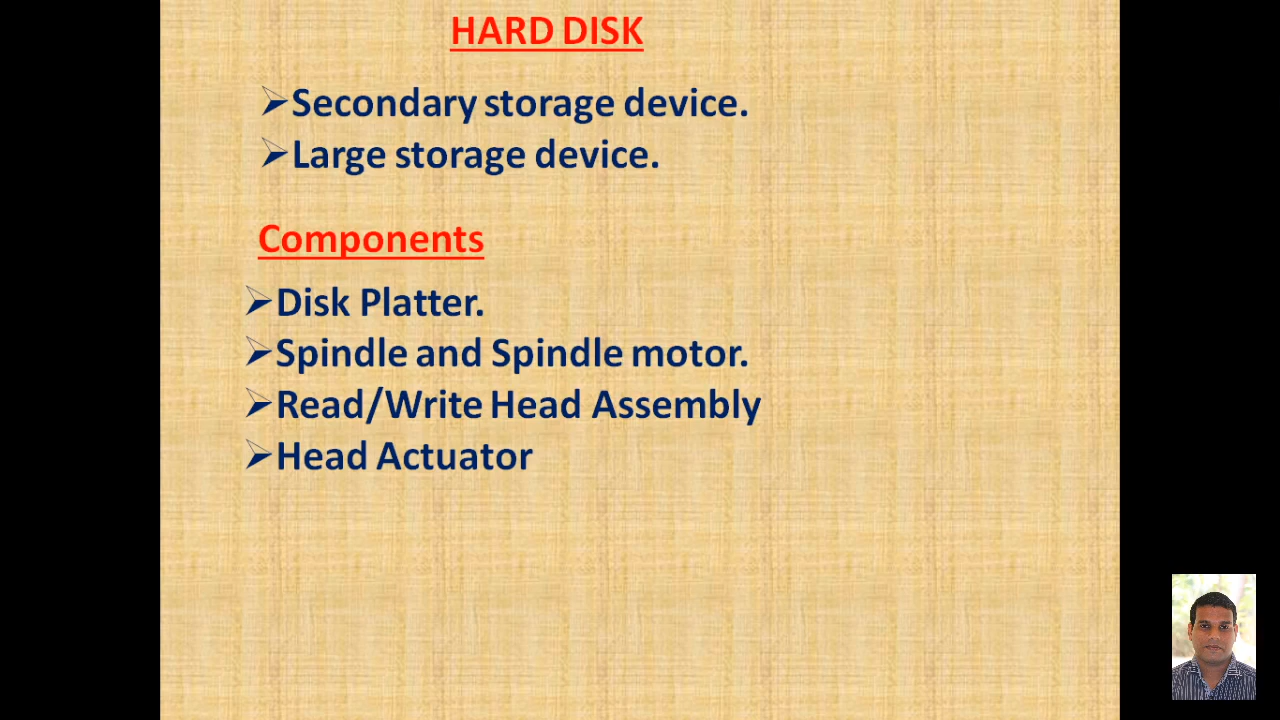 HARD DISK
➢Secondary storage device.
➢Large storage device.
Components
➢Disk Platter.
➢Spindle and Spindle motor.
➢Read/Write Head Assembly
➢Head Actuator